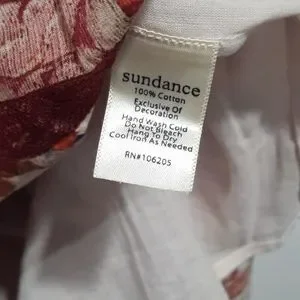 sundance
100% Cotton
Exclusive Of
Decoration
Hand Wash Cold
Do Not Bleach
Hang To Dry
Cool Iron As Needed
RN#106205